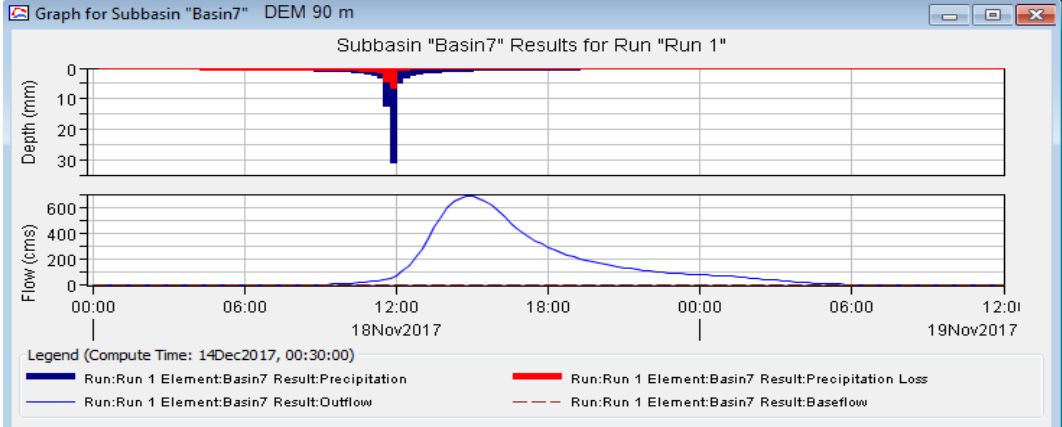 Graph for Subbasin "Basin7" DEM 90 m
Subbasin "Basin7" Results for Run "Run 1"
Depth (mm)
0
10
20
30
Flow (cms)
600
400
200
0
00:00 06:00 12:00 18:00 00:00 06:00 12:0
18Nov2017 19Nov2017
Legend (Compute Time: 14Dec2017, 00:30:00)
Run:Run 1 Element:Basin7 Result:Precipitation Run:Run 1 Element:Basin7 Result:Precipitation Loss
Run:Run 1 Element:Basin7 Result:Outflow Run:Run 1 Element:Basin7 Result:Baseflow